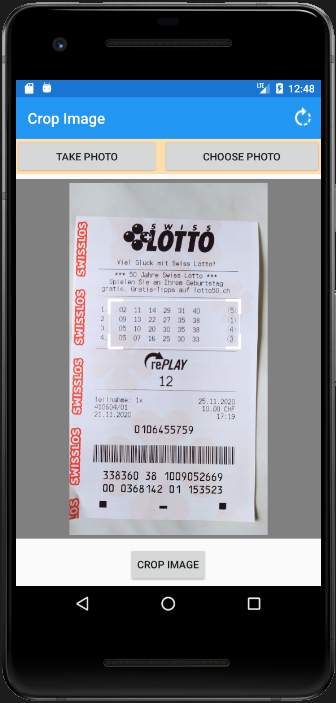 LTE 12:48
Crop Image
TAKE PHOTO CHOOSE PHOTO
SWISS
LOTTO
Viel Glück mit Swiss Lotto!
*** 50 Jahre Swiss Lotto ***
Spielen Sie an Ihrem Geburtstag
gratis. Gratis-Tipps auf lotto50.ch
1. 02 11 14 29 31 40 (5)
2. 09 13 22 27 35 38 (1)
3. 05 10 20 30 35 38 (4)
4. 05 07 16 25 30 33 (3)
rePLAY
12
Teilnahme: 1x 25.11.2020
410604/01 10.00 CHF
21.11.2020 17:19
0106455759
338360 38 1009052669
00 0368142 01 153523
SWISSLOS
SWISSLOS
SWISSLOS
SWISSLOS
SWISSLOS
CROP IMAGE